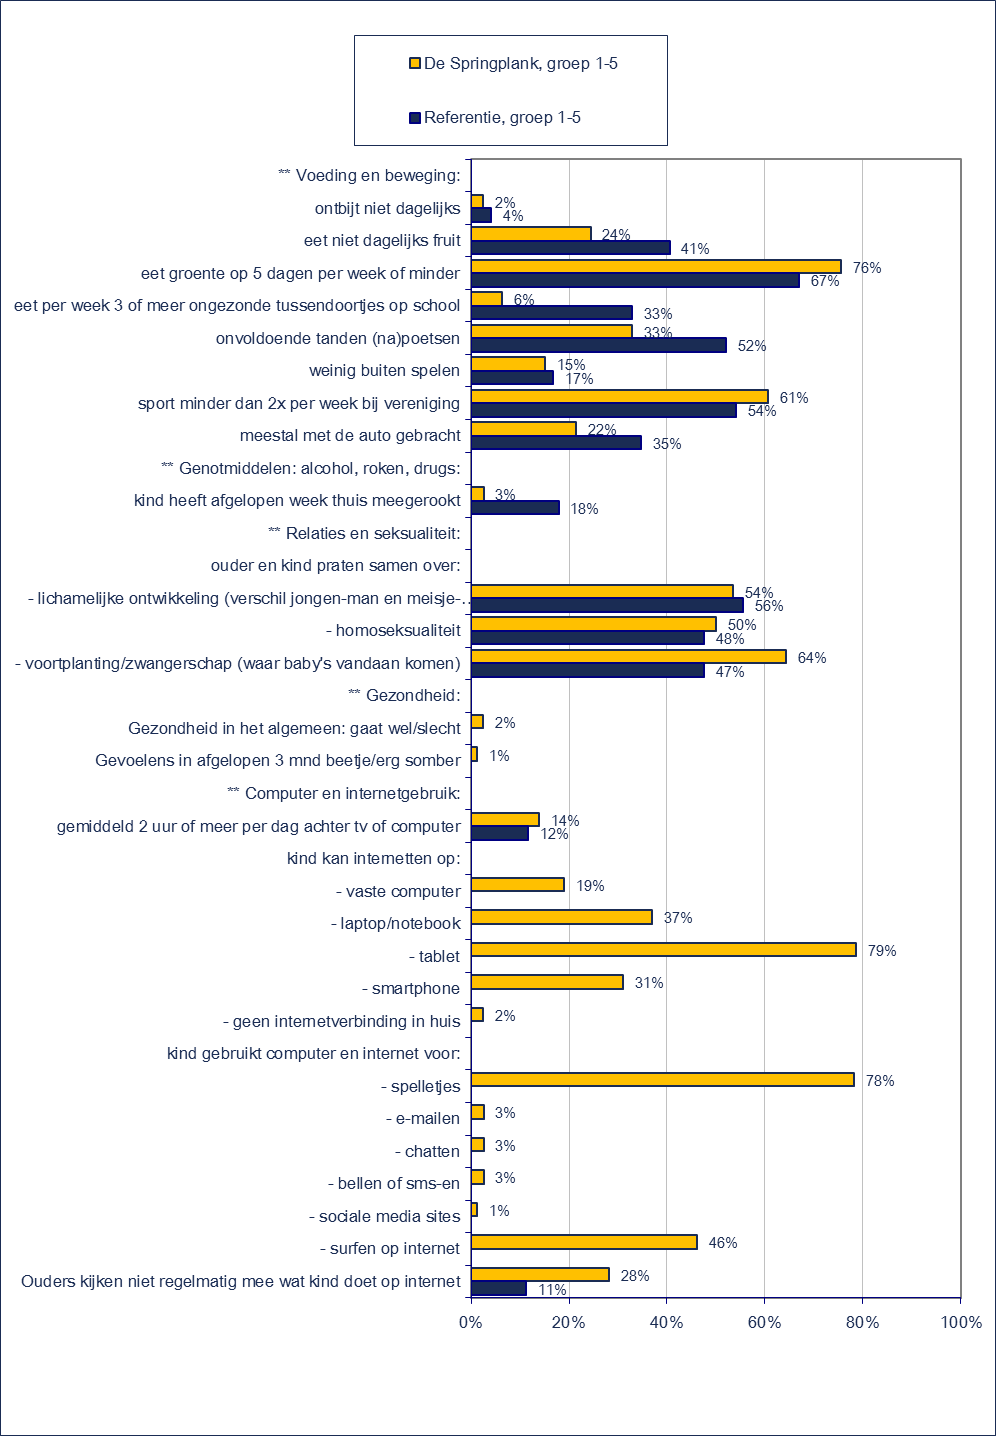 De Springplank, groep 1-5
Referentie, groep 1-5
** Voeding en beweging:
ontbijt niet dagelijks 2% 4%
eet niet dagelijks fruit 24% 41%
eet groente op 5 dagen per week of minder 76% 67%
eet per week 3 of meer ongezonde tussendoortjes op school 6% 33%
onvoldoende tanden (na)poetsen 33% 52%
weinig buiten spelen 15% 17%
sport minder dan 2x per week bij vereniging 61% 54%
meestal met de auto gebracht 22% 35%
** Genotmiddelen: alcohol, roken, drugs:
kind heeft afgelopen week thuis meegerookt 3% 18%
** Relaties en seksualiteit:
ouder en kind praten samen over:
- lichamelijke ontwikkeling (verschil jongen-man en meisje-… 54% 56%
- homoseksualiteit 50% 48%
- voortplanting/zwangerschap (waar baby's vandaan komen) 64% 47%
** Gezondheid:
Gezondheid in het algemeen: gaat wel/slecht 2%
Gevoelens in afgelopen 3 mnd beetje/erg somber 1%
** Computer en internetgebruik:
gemiddeld 2 uur of meer per dag achter tv of computer 14% 12%
kind kan internetten op:
- vaste computer 19%
- laptop/notebook 37%
- tablet 79%
- smartphone 31%
- geen internetverbinding in huis 2%
kind gebruikt computer en internet voor:
- spelletjes 78%
- e-mailen 3%
- chatten 3%
- bellen of sms-en 3%
- sociale media sites 1%
- surfen op internet 46%
Ouders kijken niet regelmatig mee wat kind doet op internet 28% 11%
0% 20% 40% 60% 80% 100%